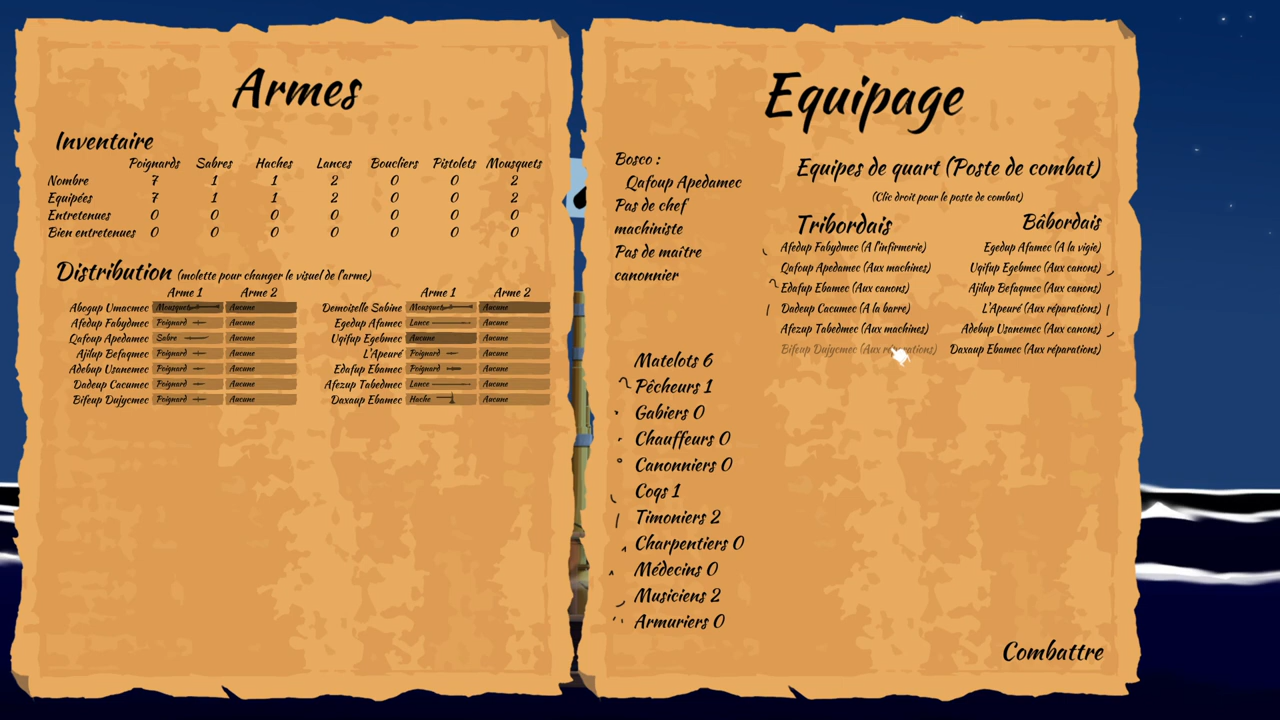 Armes
Inventaire
Poignards Sabres Haches Lances Boucliers Pistolets Mousquets
Nombre 7 1 1 2 0 0 2
Equipées 7 1 1 2 0 0 2
Entretenues 0 0 0 0 0 0 0
Bien entretenues 0 0 0 0 0 0 0
Distribution (molette pour changer le visuel de l'arme)
Arme 1 Arme 2 Arme 1 Arme 2
Abogup Umacmec Mousquet Aucune Demoizelle Sabine Mousquet Aucune
Afedup Fabydmec Poignard Aucune Egedup Afamec Lance Aucune
Qafoup Apedamec Sabre Aucune Uqifup Egebmec Aucune
Ajilup Befaqmec Poignard Aucune L'Apeuré Poignard Aucune
Adebup Usanemec Poignard Aucune Edafup Ebamec Poignard Aucune
Dadeup Cacumec Poignard Aucune Afezup Tabedmec Lance Aucune
Bifeup Dujycmec Poignard Aucune Daxaup Ebamec Hache Aucune
Equipage
Bosco :
Qafoup Apedamec
Pas de chef
machiniste
Pas de maître
canonnier
Equipes de quart (Poste de combat)
(Clic droit pour le poste de combat)
Tribordais Bâbordais
Afedup Fabydmec (A l'infirmerie) Egedup Afamec (A la vigie)
Qafoup Apedamec (Aux machines) Uqifup Egebmec (Aux canons)
Edafup Ebamec (Aux canons) Ajilup Befaqmec (Aux canons)
Dadeup Cacumec (A la barre) L'Apeuré (Aux réparations)
Afezup Tabedmec (Aux machines) Adebup Usanemec (Aux canons)
Bifeup Dujycmec (Aux réparations) Daxaup Ebamec (Aux réparations)
Matelots 6
Pêcheurs 1
Gabiers 0
Chauffeurs 0
Canonniers 0
Coqs 1
Timoniers 2
Charpentiers 0
Médecins 0
Musiciens 2
Armuriers 0
Combattre